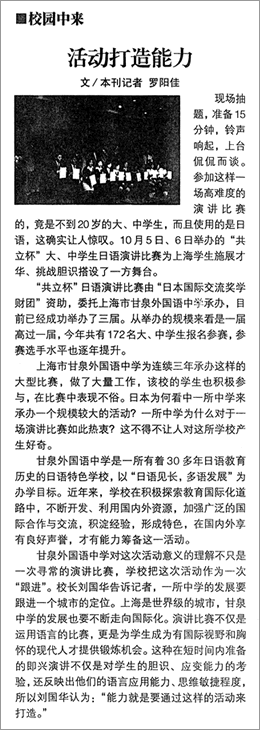 校园中来
活动打造能力
文/本刊记者 罗阳佳
现场抽
题，准备15
分钟，铃声
响起，上台
侃侃而谈。
参加这样一
场高难度的
演讲比赛
的，竟是不到20岁的大、中学生，而且使用的是日
语，这确实让人惊叹。10月5日、6日举办的“共
立杯”大、中学生日语演讲比赛为上海学生施展才
华、挑战胆识搭设了一方舞台。
“共立杯”日语演讲比赛由“日本国际交流奖学
财团”资助，委托上海市甘泉外国语中学承办，目
前已经成功举办了三届。从举办的规模来看是一届
高过一届，今年共有172名大、中学生报名参赛，参
赛选手水平也逐年提升。
上海市甘泉外国语中学为连续三年承办这样的
大型比赛，做了大量工作，该校的学生也积极参
与，在比赛中表现不俗。日本为何看中一所中学来
承办一个规模较大的活动？一所中学为什么对于一
场演讲比赛如此热衷？这不得不让人对这所学校产
生好奇。
甘泉外国语中学是一所有着30多年日语教育
历史的日语特色学校，以“日语见长，多语发展”为
办学目标。近年来，学校在积极探索教育国际化道
路中，不断开发、利用国内外资源，加强广泛的国
际合作与交流，积淀经验，形成特色，在国内外享
有良好声誉，才有能力筹备这一活动。
甘泉外国语中学对这次活动意义的理解不只是
一次寻常的演讲比赛，学校把这次活动作为一次
“跟进”。校长刘国华告诉记者，一所中学的发展要
跟进一个城市的定位。上海是世界级的城市，甘泉
中学的发展也要不断走向国际化。演讲比赛不仅是
运用语言的比赛，更是为学生成为有国际视野和胸
怀的现代人才提供锻炼机会。这种在短时间内准备
的即兴演讲不仅是对学生的胆识、应变能力的考
验，还反映出他们的语言应用能力、思维敏捷程度，
所以刘国华认为：“能力就是要通过这样的活动来
打造。”